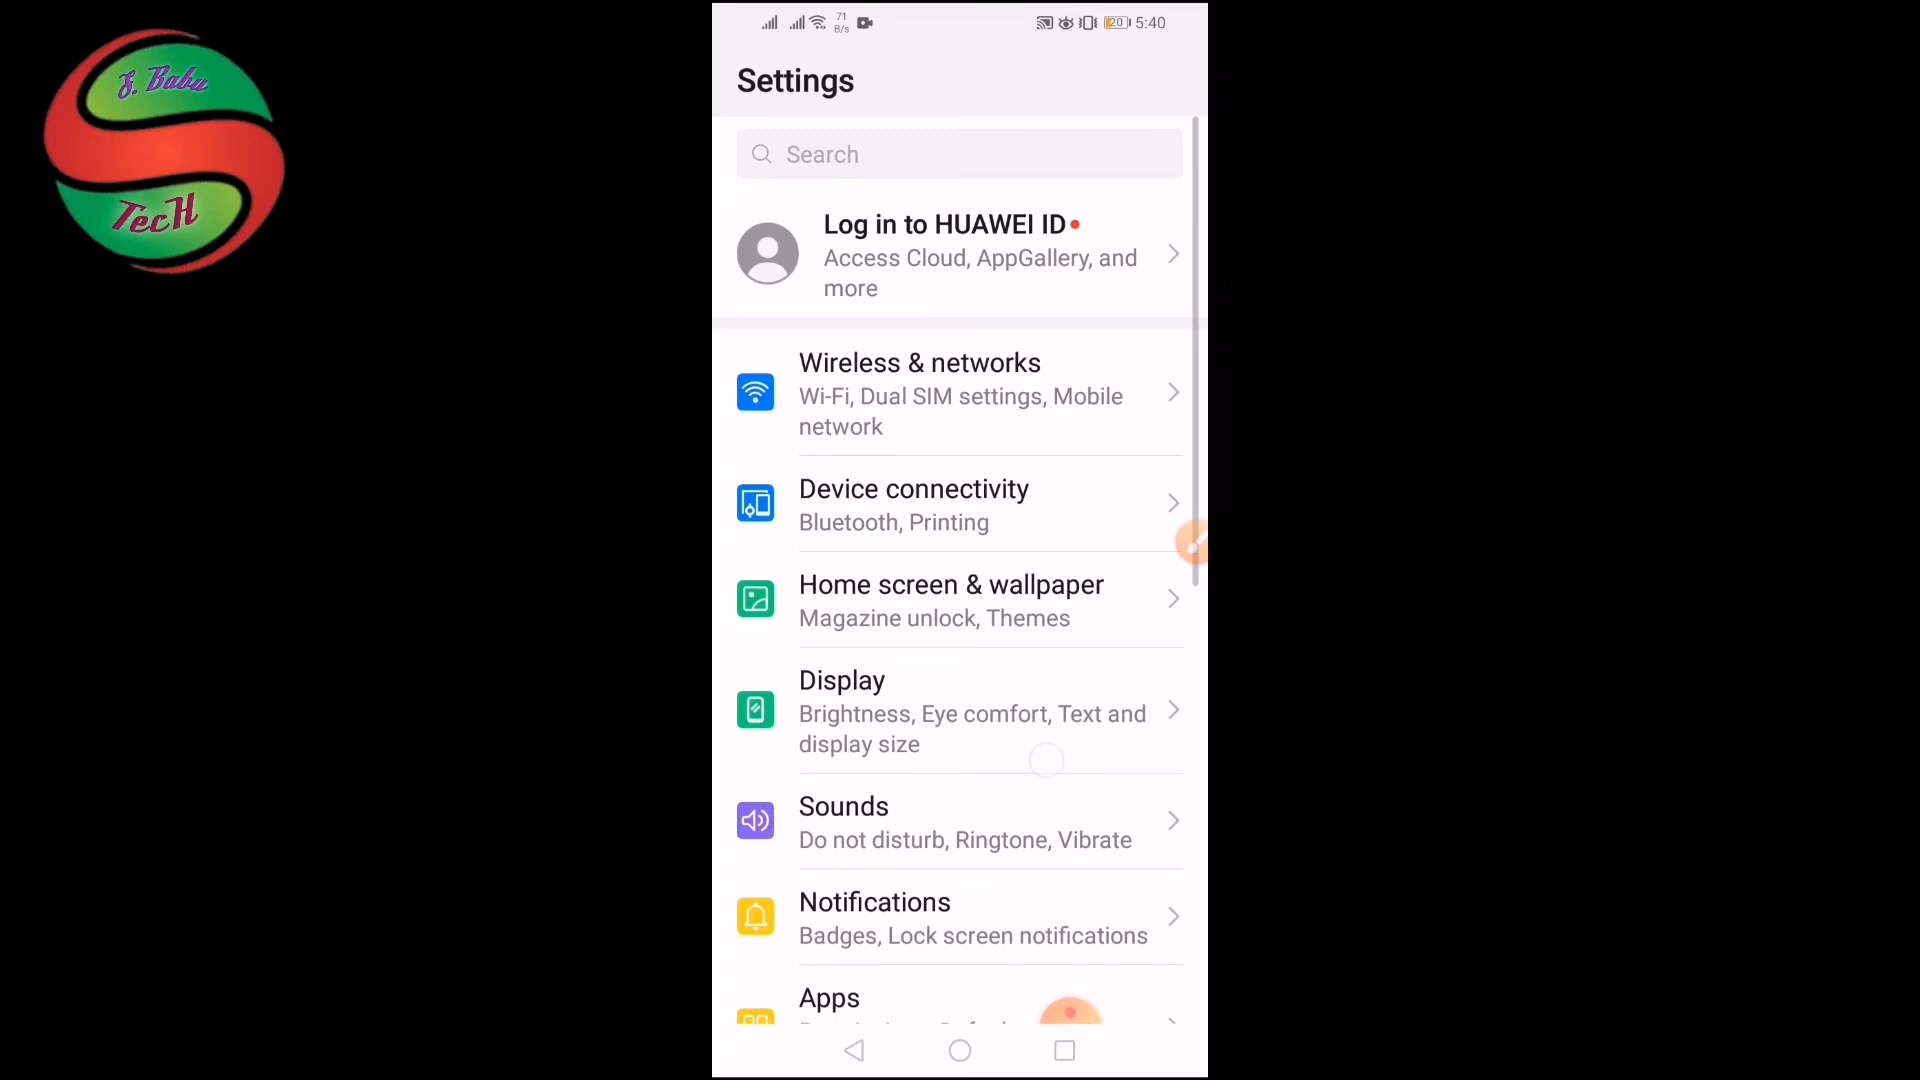 S. Babu
TecH
71
B/s
20
5:40
Settings
Search
Log in to HUAWEI ID
Access Cloud, AppGallery, and
more
Wireless & networks
Wi-Fi, Dual SIM settings, Mobile
network
Device connectivity
Bluetooth, Printing
Home screen & wallpaper
Magazine unlock, Themes
Display
Brightness, Eye comfort, Text and
display size
Sounds
Do not disturb, Ringtone, Vibrate
Notifications
Badges, Lock screen notifications
Apps